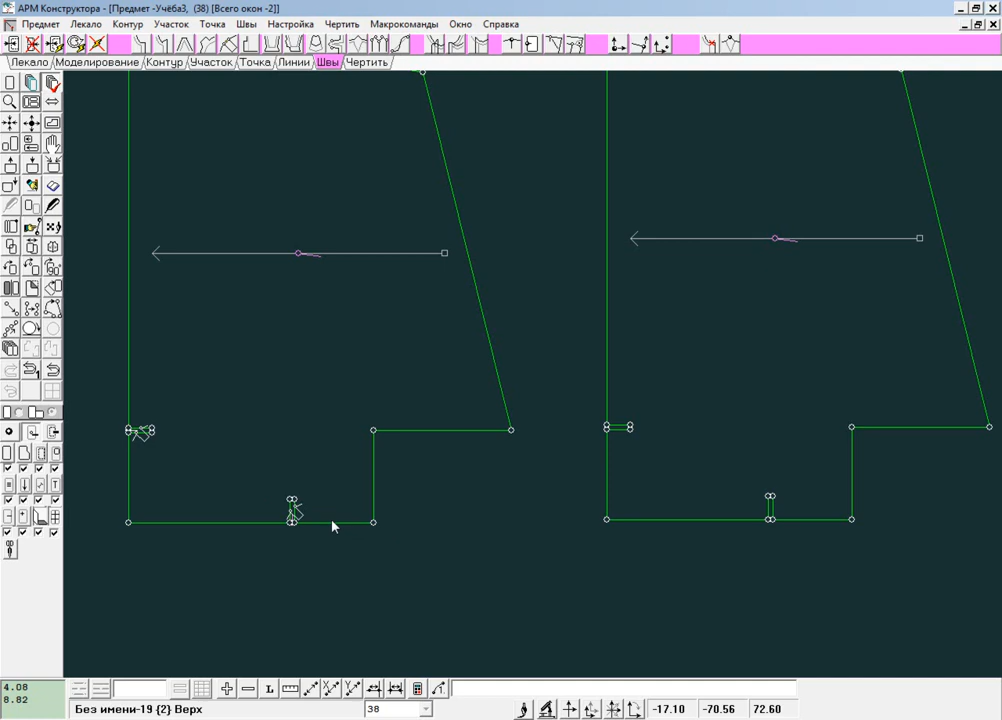 АРМ Конструктора - [Предмет -Учёба3,  (38) [Всего окон -2]]
Предмет Лекало Контур Участок Точка Швы Настройка Чертить Макрокоманды Окно Справка
Лекало Моделирование Контур Участок Точка Линии Швы Чертить
4.08
8.82
L
Без имени-19 {2} Верх
38
-17.10
-70.56
72.60